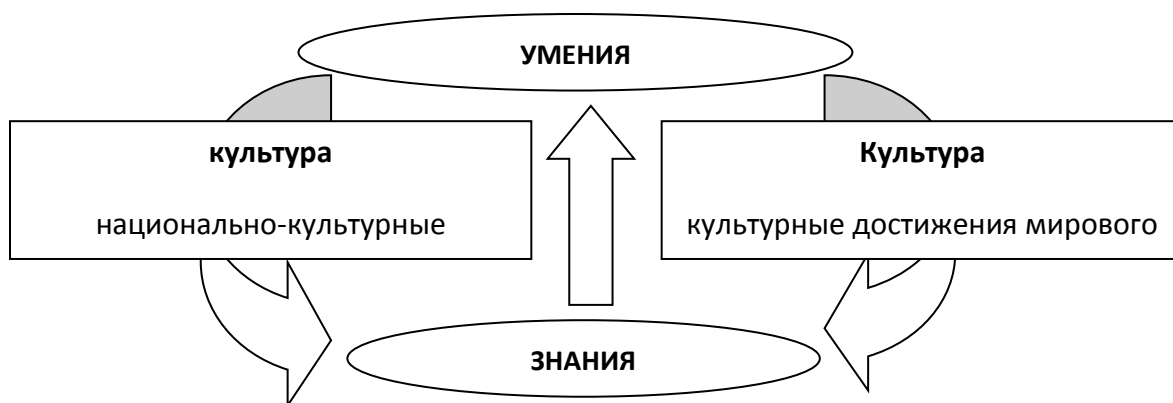 УМЕНИЯ
культура
национально-культурные
Культура
культурные достижения мирового
ЗНАНИЯ